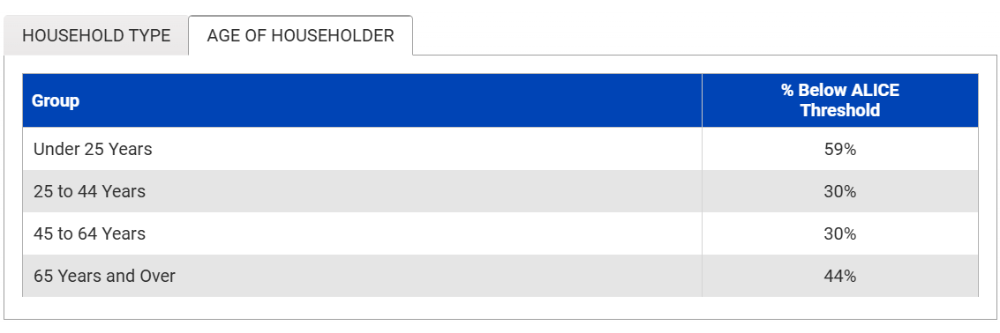 HOUSEHOLD TYPE AGE OF HOUSEHOLDER
Group % Below ALICE
Threshold
Under 25 Years 59%
25 to 44 Years 30%
45 to 64 Years 30%
65 Years and Over 44%